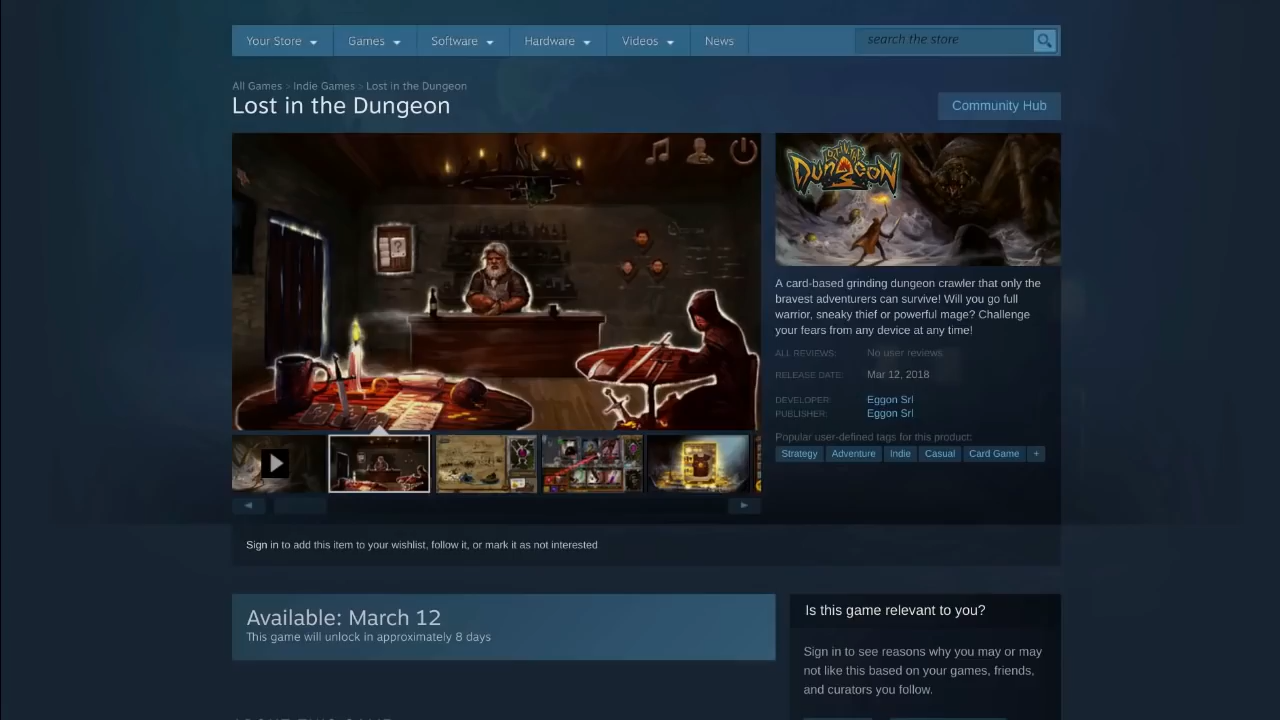 Your Store
Games
Software
Hardware
Videos
News
search the store
All Games > Indie Games > Lost in the Dungeon
Lost in the Dungeon
Community Hub
LOST IN THE
DUNGEON
A card-based grinding dungeon crawler that only the
bravest adventurers can survive! Will you go full
warrior, sneaky thief or powerful mage? Challenge
your fears from any device at any time!
ALL REVIEWS: No user reviews
RELEASE DATE: Mar 12, 2018
DEVELOPER: Eggon Srl
PUBLISHER: Eggon Srl
Popular user-defined tags for this product:
Strategy Adventure Indie Casual Card Game +
Sign in to add this item to your wishlist, follow it, or mark it as not interested
Available: March 12
This game will unlock in approximately 8 days
Is this game relevant to you?
Sign in to see reasons why you may or may
not like this based on your games, friends,
and curators you follow.
ABOUT THIS GAME